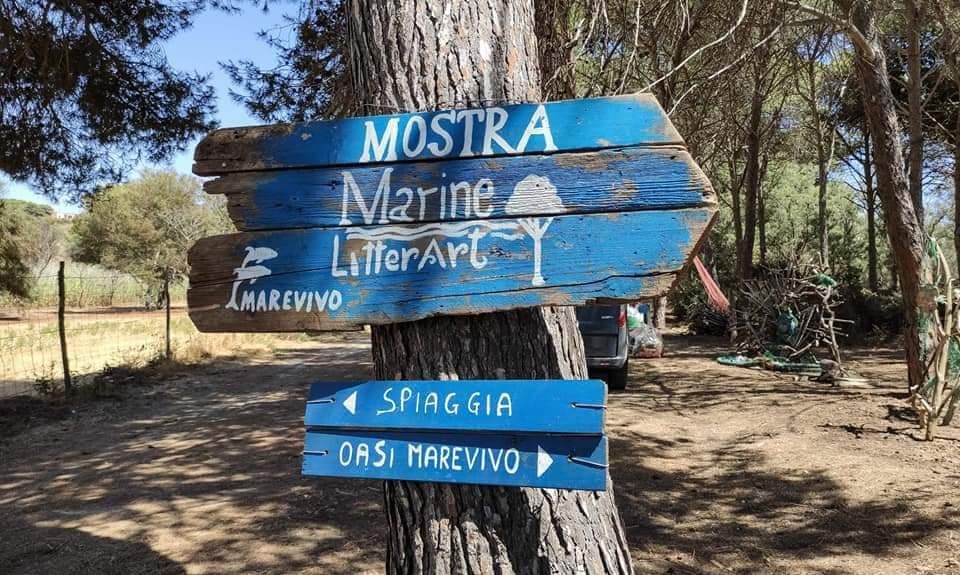 MOSTRA
Marine
LitterArt
MAREVIVO
SPIAGGIA
OASI MAREVIVO